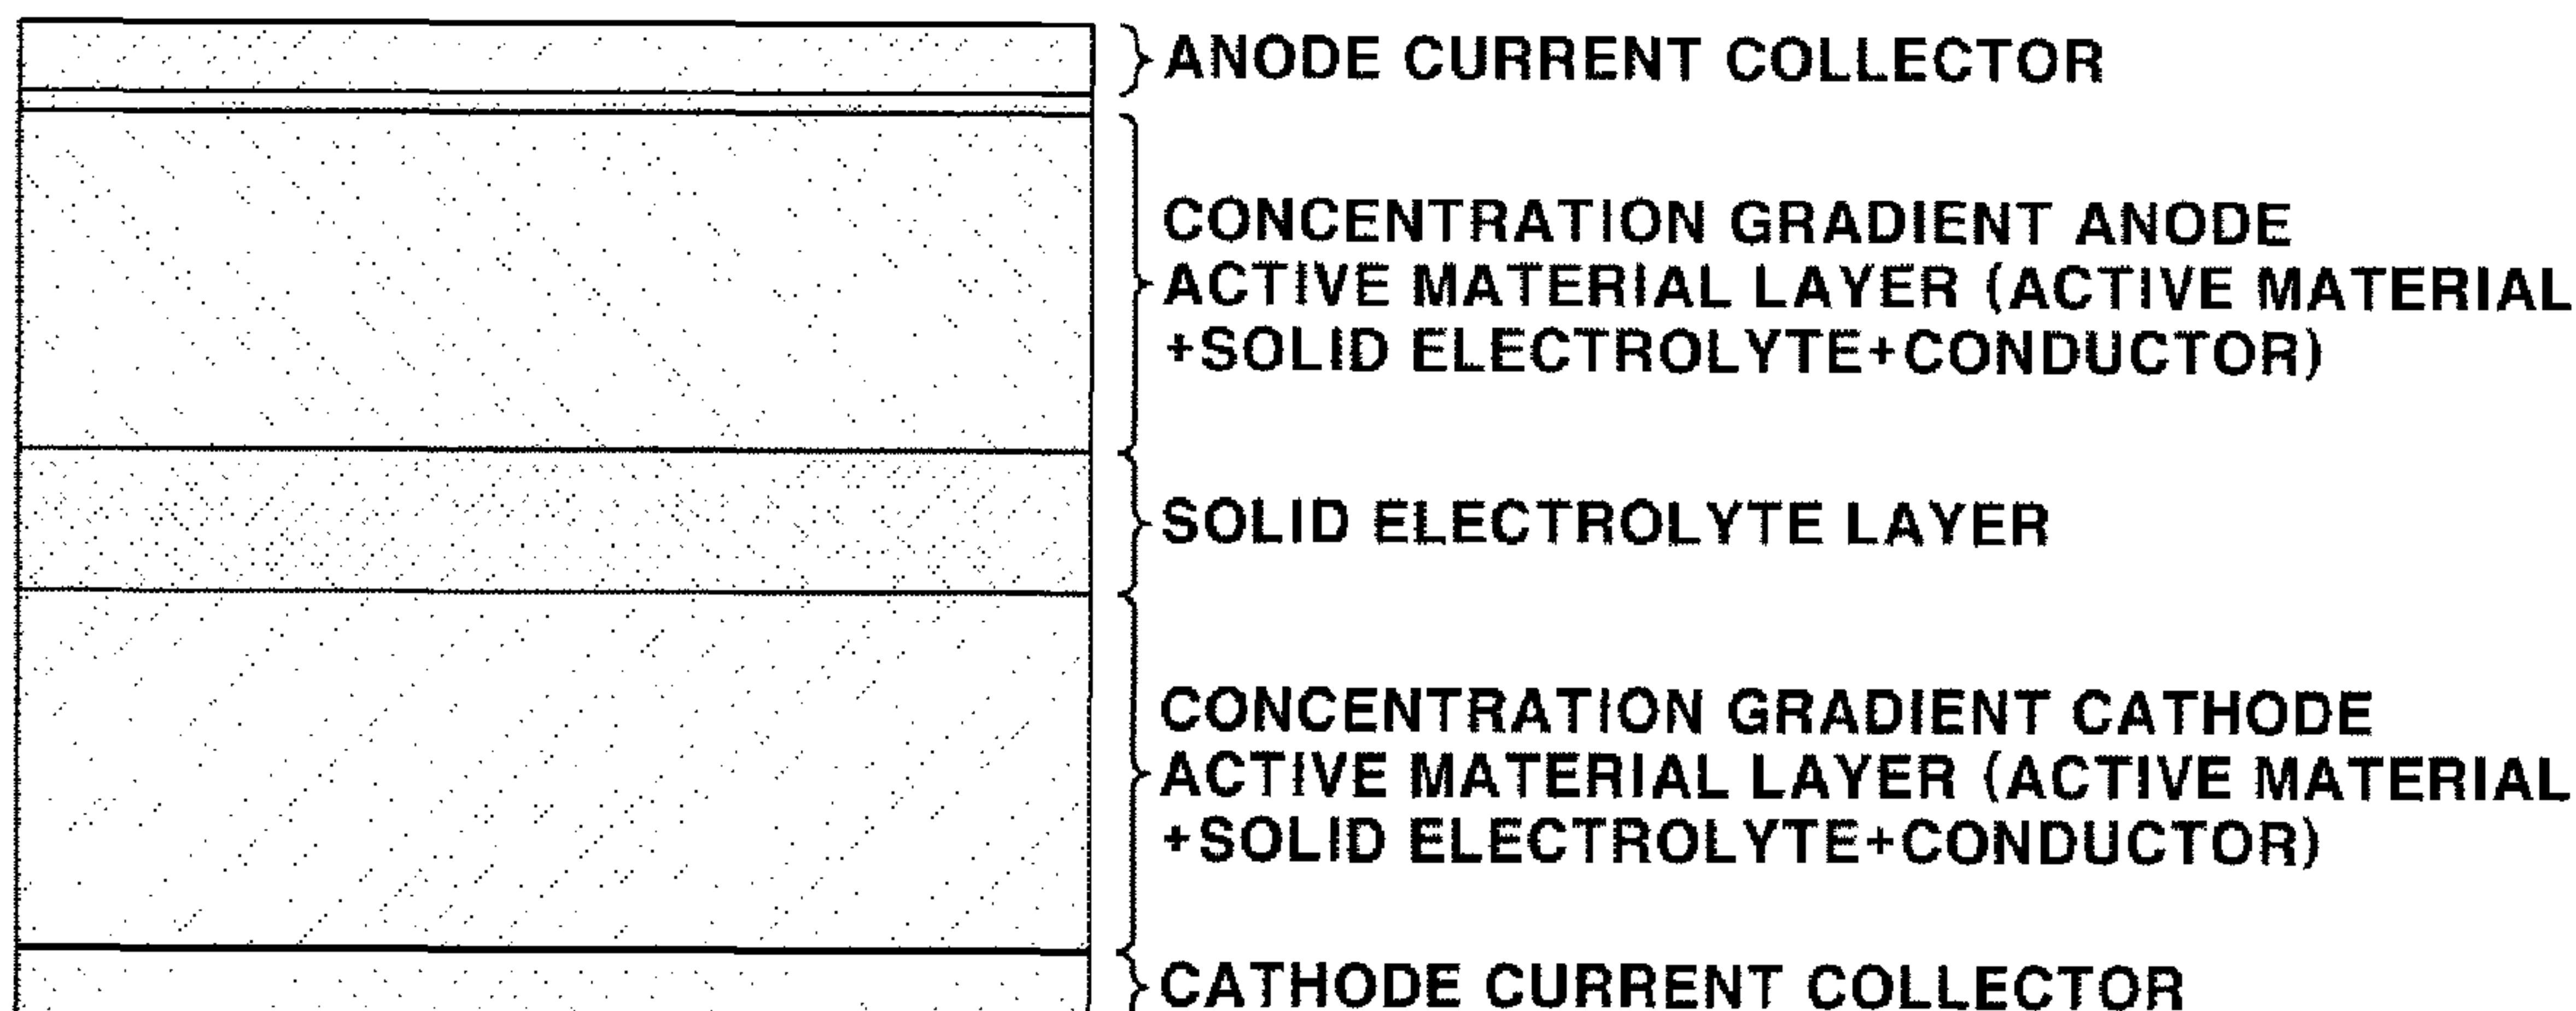 ANODE CURRENT COLLECTOR
CONCENTRATION GRADIENT ANODE
ACTIVE MATERIAL LAYER (ACTIVE MATERIAL
+SOLID ELECTROLYTE+CONDUCTOR)
SOLID ELECTROLYTE LAYER
CONCENTRATION GRADIENT CATHODE
ACTIVE MATERIAL LAYER (ACTIVE MATERIAL
+SOLID ELECTROLYTE+CONDUCTOR)
CATHODE CURRENT COLLECTOR